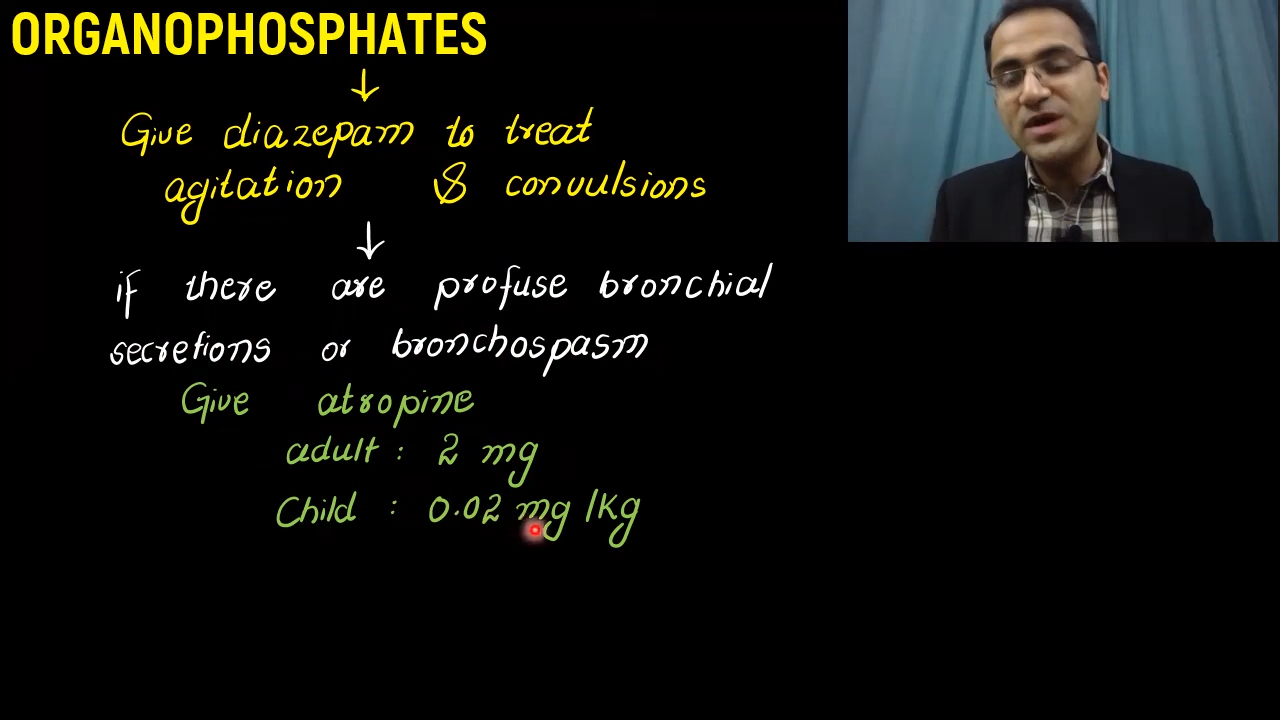 ORGANOPHOSPHATES
Give diazepam to treat
agitation & convulsions
if there are profuse bronchial
secretions or bronchospasm
Give atropine
adult : 2 mg
Child : 0.02 mg /Kg